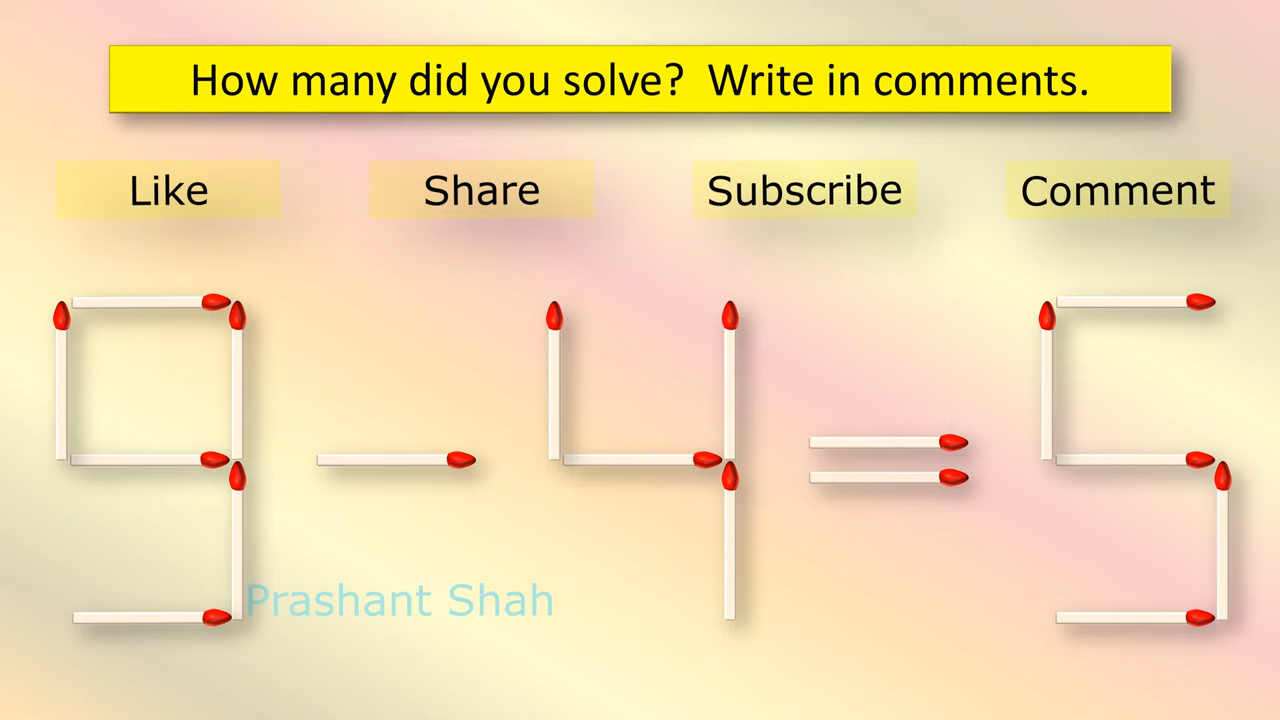 How many did you solve?  Write in comments.
Like Share Subscribe Comment
9 - 4 = 5
Prashant Shah